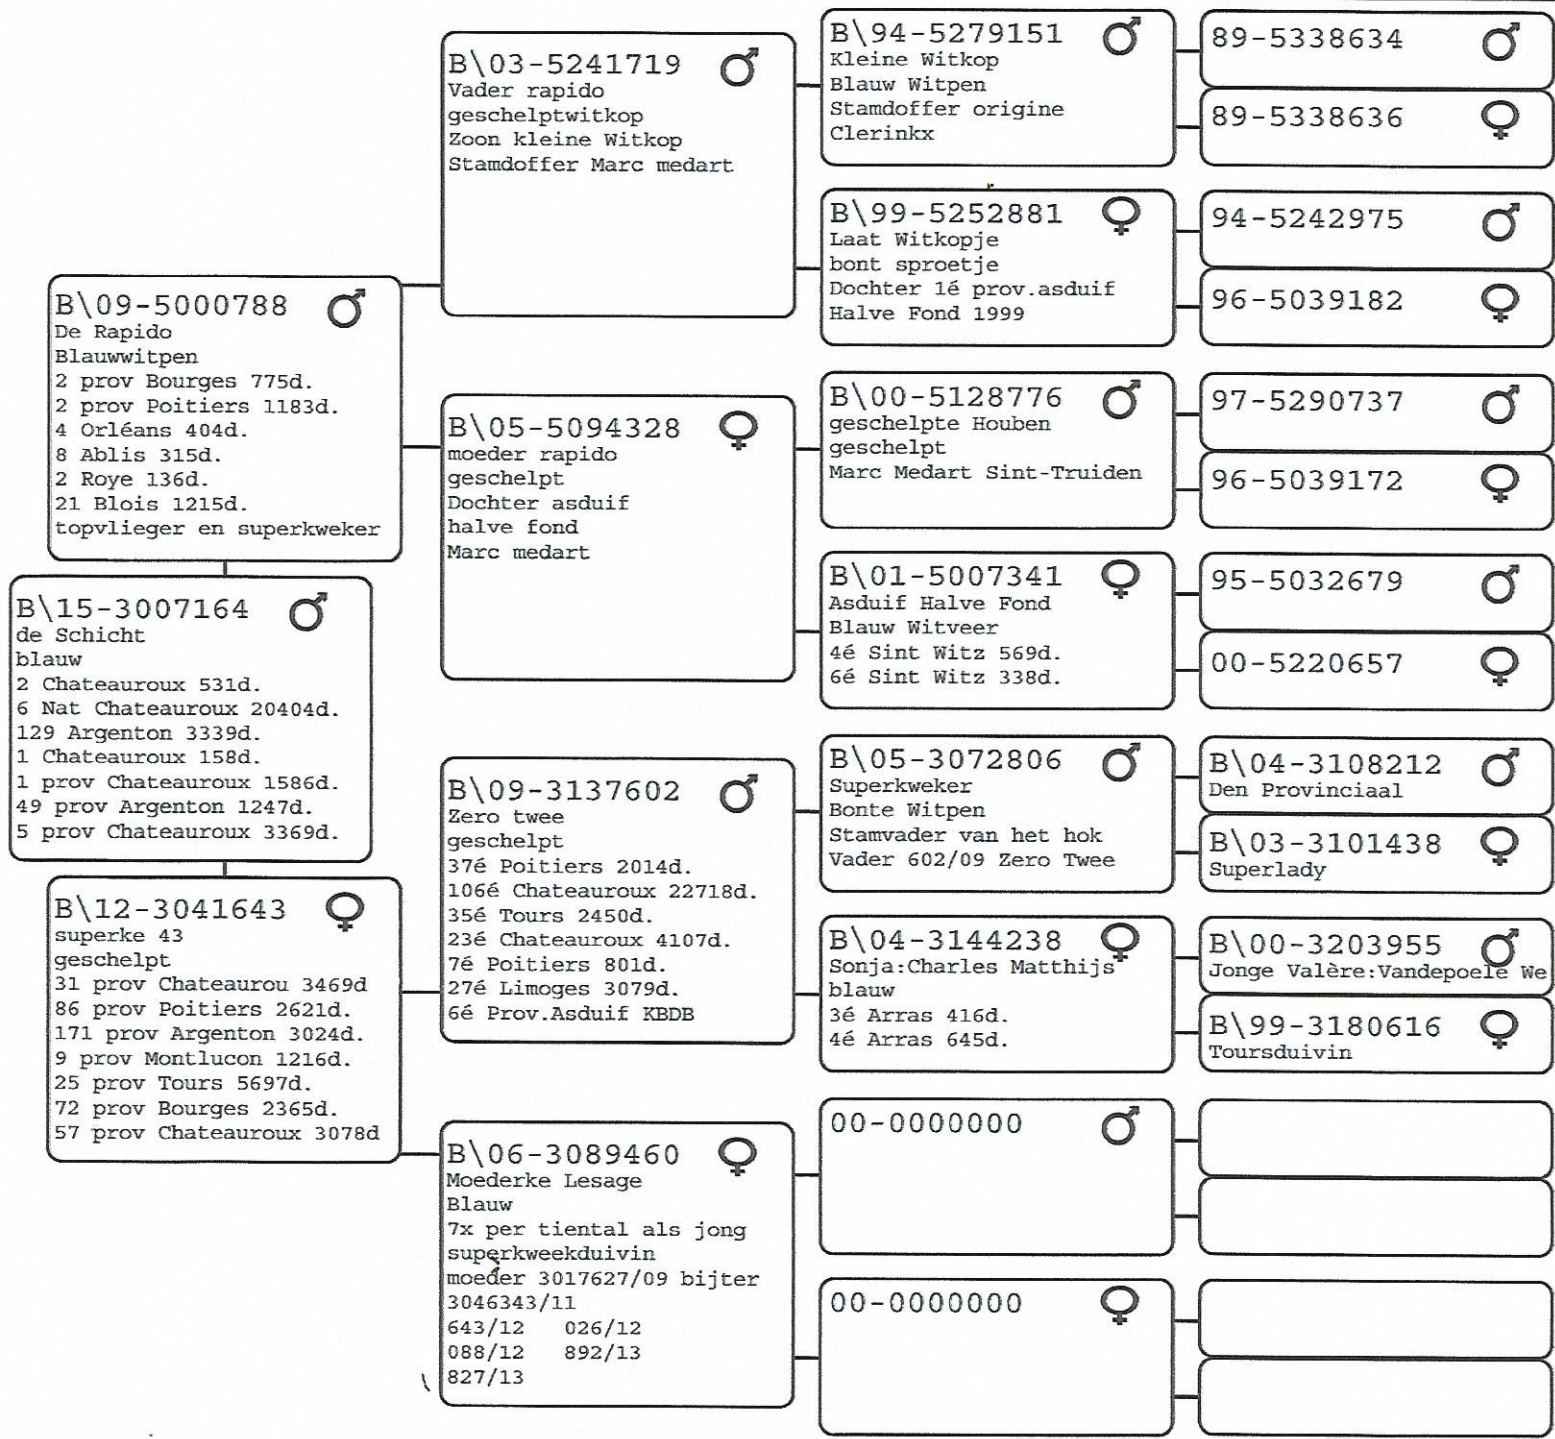 B\15-3007164
de Schicht
blauw
2 Chateauroux 531d.
6 Nat Chateauroux 20404d.
129 Argenton 3339d.
1 Chateauroux 158d.
1 prov Chateauroux 1586d.
49 prov Argenton 1247d.
5 prov Chateauroux 3369d.
B\09-5000788
De Rapido
Blauwwitpen
2 prov Bourges 775d.
2 prov Poitiers 1183d.
4 Orléans 404d.
8 Ablis 315d.
2 Roye 136d.
21 Blois 1215d.
topvlieger en superkweker
B\12-3041643
superke 43
geschelpt
31 prov Chateaurou 3469d
86 prov Poitiers 2621d.
171 prov Argenton 3024d.
9 prov Montlucon 1216d.
25 prov Tours 5697d.
72 prov Bourges 2365d.
57 prov Chateauroux 3078d
B\03-5241719
Vader rapido
geschelptwitkop
Zoon kleine Witkop
Stamdoffer Marc medart
B\05-5094328
moeder rapido
geschelpt
Dochter asduif
halve fond
Marc medart
B\09-3137602
Zero twee
geschelpt
37é Poitiers 2014d.
106é Chateauroux 22718d.
35é Tours 2450d.
23é Chateauroux 4107d.
7é Poitiers 801d.
27é Limoges 3079d.
6é Prov.Asduif KBDB
B\06-3089460
Moederke Lesage
Blauw
7x per tiental als jong
superkweekduivin
moeder 3017627/09 bijter
3046343/11
643/12 026/12
088/12 892/13
827/13
B\94-5279151
Kleine Witkop
Blauw Witpen
Stamdoffer origine
Clerinkx
B\99-5252881
Laat Witkopje
bont sproetje
Dochter 1é prov.asduif
Halve Fond 1999
B\00-5128776
geschelpte Houben
geschelpt
Marc Medart Sint-Truiden
B\01-5007341
Asduif Halve Fond
Blauw Witveer
4é Sint Witz 569d.
6é Sint Witz 338d.
B\05-3072806
Superkweker
Bonte Witpen
Stamvader van het hok
Vader 602/09 Zero Twee
B\04-3144238
Sonja:Charles Matthijs
blauw
3é Arras 416d.
4é Arras 645d.
00-0000000
00-0000000
89-5338634
89-5338636
94-5242975
96-5039182
97-5290737
96-5039172
95-5032679
00-5220657
B\04-3108212
Den Provinciaal
B\03-3101438
Superlady
B\00-3203955
Jonge Valère:Vandepoele We
B\99-3180616
Toursduivin